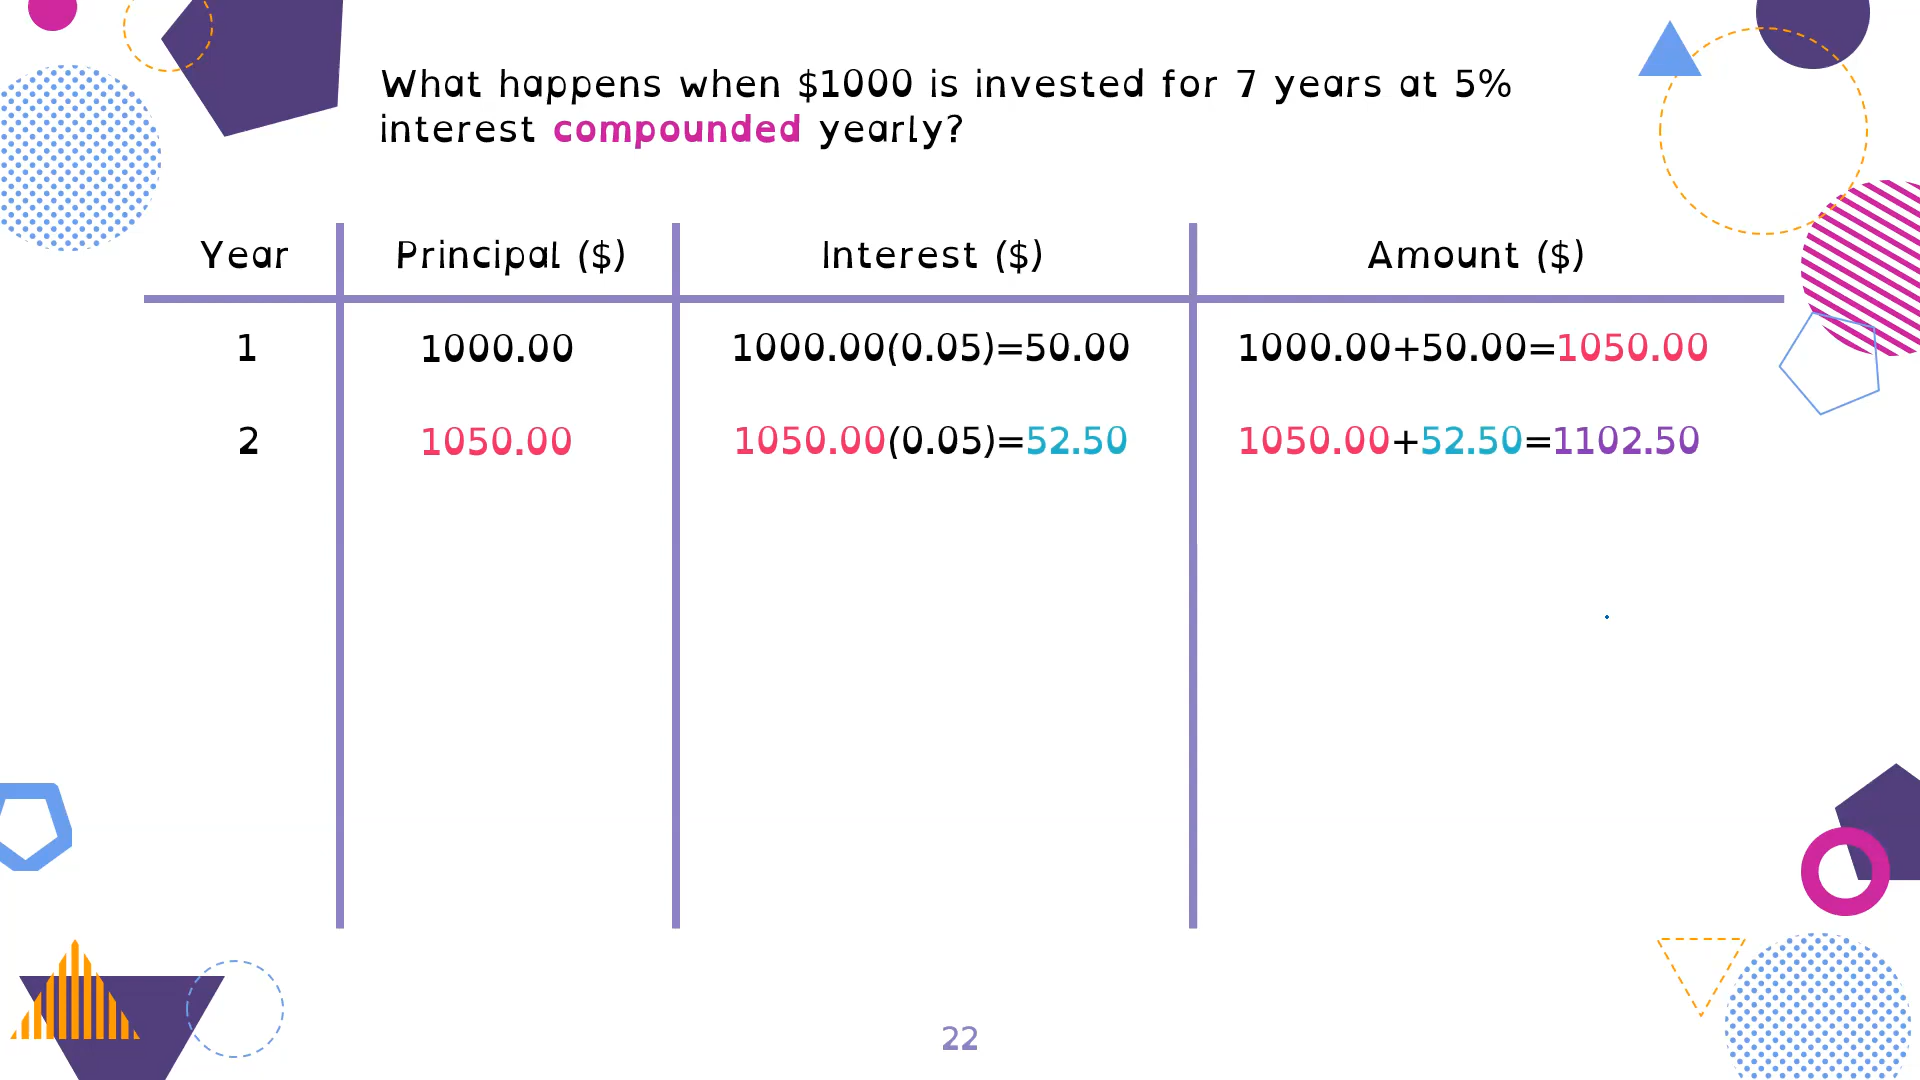 What happens when $1000 is invested for 7 years at 5%
interest compounded yearly?
Year Principal ($) Interest ($) Amount ($)
1 1000.00 1000.00(0.05)=50.00 1000.00+50.00=1050.00
2 1050.00 1050.00(0.05)=52.50 1050.00+52.50=1102.50
22